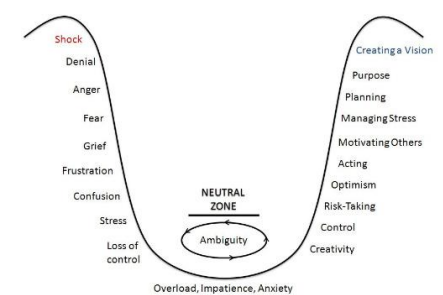 Shock
Denial
Anger
Fear
Grief
Frustration
Confusion
Stress
Loss of
control
NEUTRAL
ZONE
Ambiguity
Overload, Impatience, Anxiety
Creating a Vision
Purpose
Planning
Managing Stress
Motivating Others
Acting
Optimism
Risk-Taking
Control
Creativity